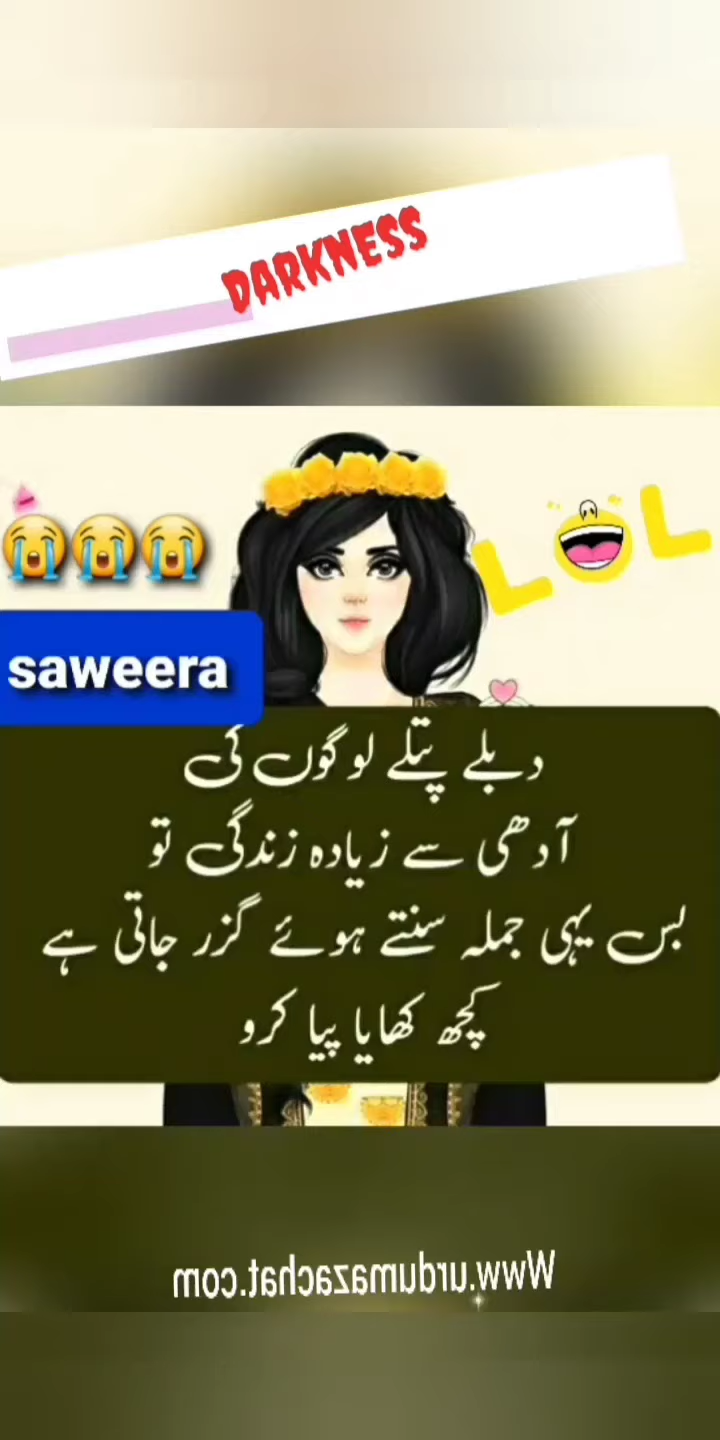 DARKNESS
LOL
saweera
دبلے پتلے لوگوں کی
آدھی سے زیادہ زندگی تو
بس یہی جملہ سنتے ہوئے گزر جاتی ہے
کچھ کھایا پیا کرو
Www.urdumazachat.com